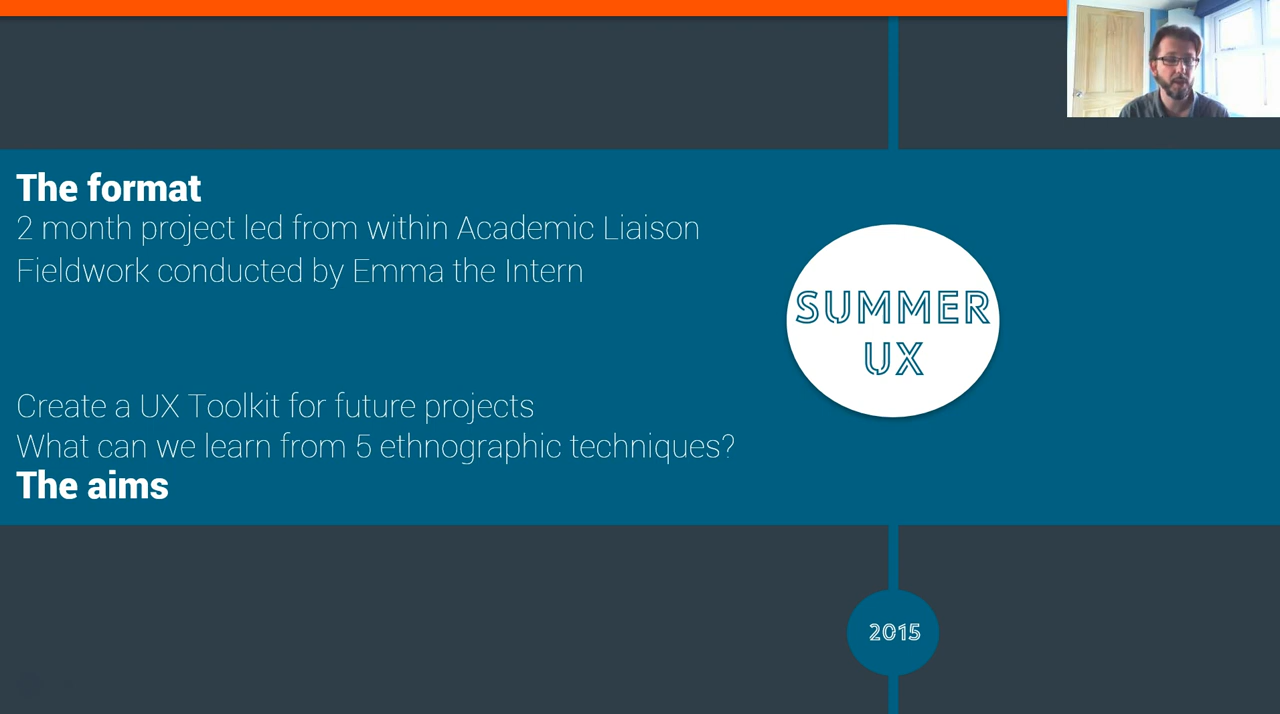 The format
2 month project led from within Academic Liaison
Fieldwork conducted by Emma the Intern
SUMMER
UX
Create a UX Toolkit for future projects
What can we learn from 5 ethnographic techniques?
The aims
2015